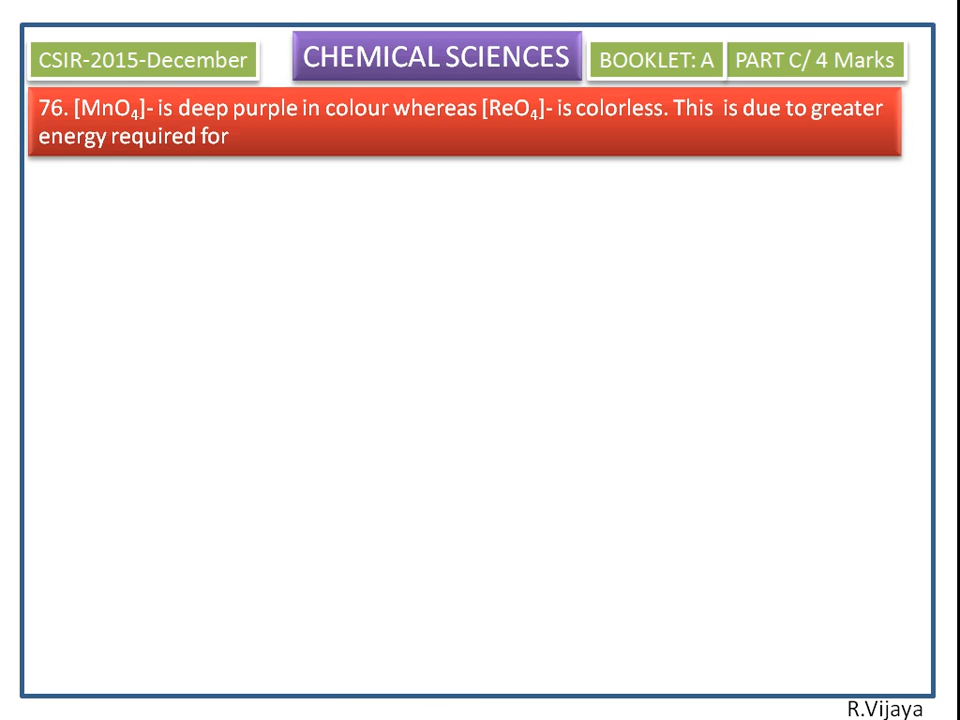 CSIR-2015-December
CHEMICAL SCIENCES
BOOKLET: A
PART C/ 4 Marks
76. [MnO₄]- is deep purple in colour whereas [ReO₄]- is colorless. This is due to greater
energy required for
R.Vijaya